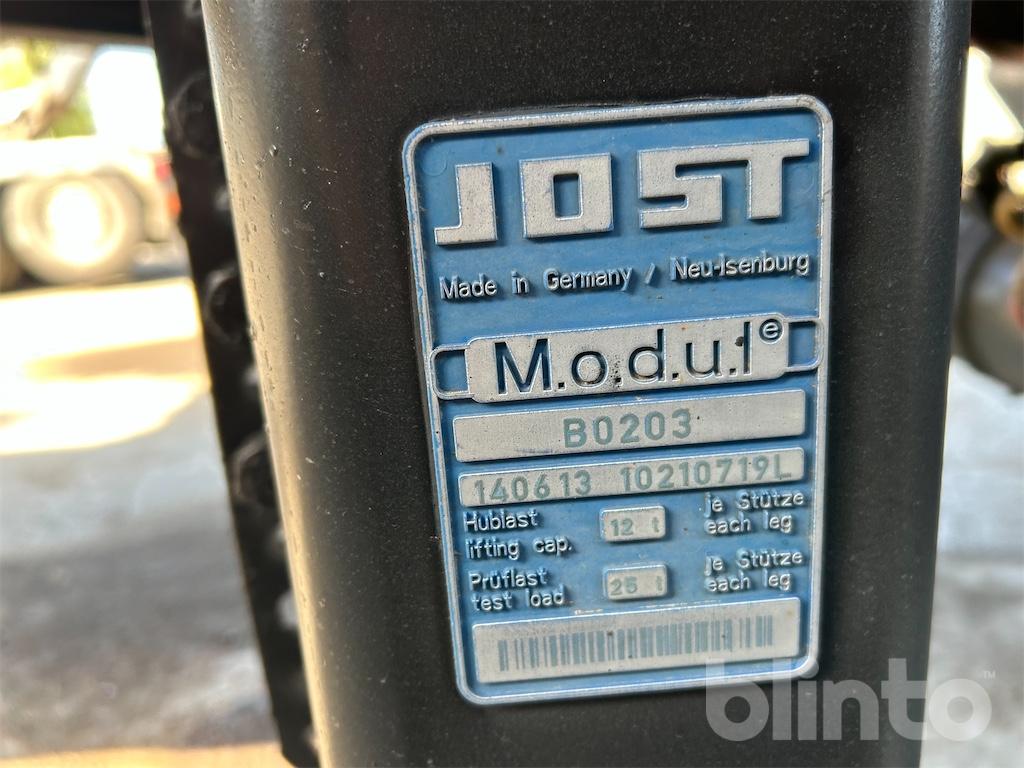 JOST
Made in Germany / Neu-Isenburg
M.o.d.u.l e
B0203
140613 10210719L
Hublast 12 t je Stütze
lifting cap. each leg
Prüflast 25 t je Stütze
test load each leg
blinto™